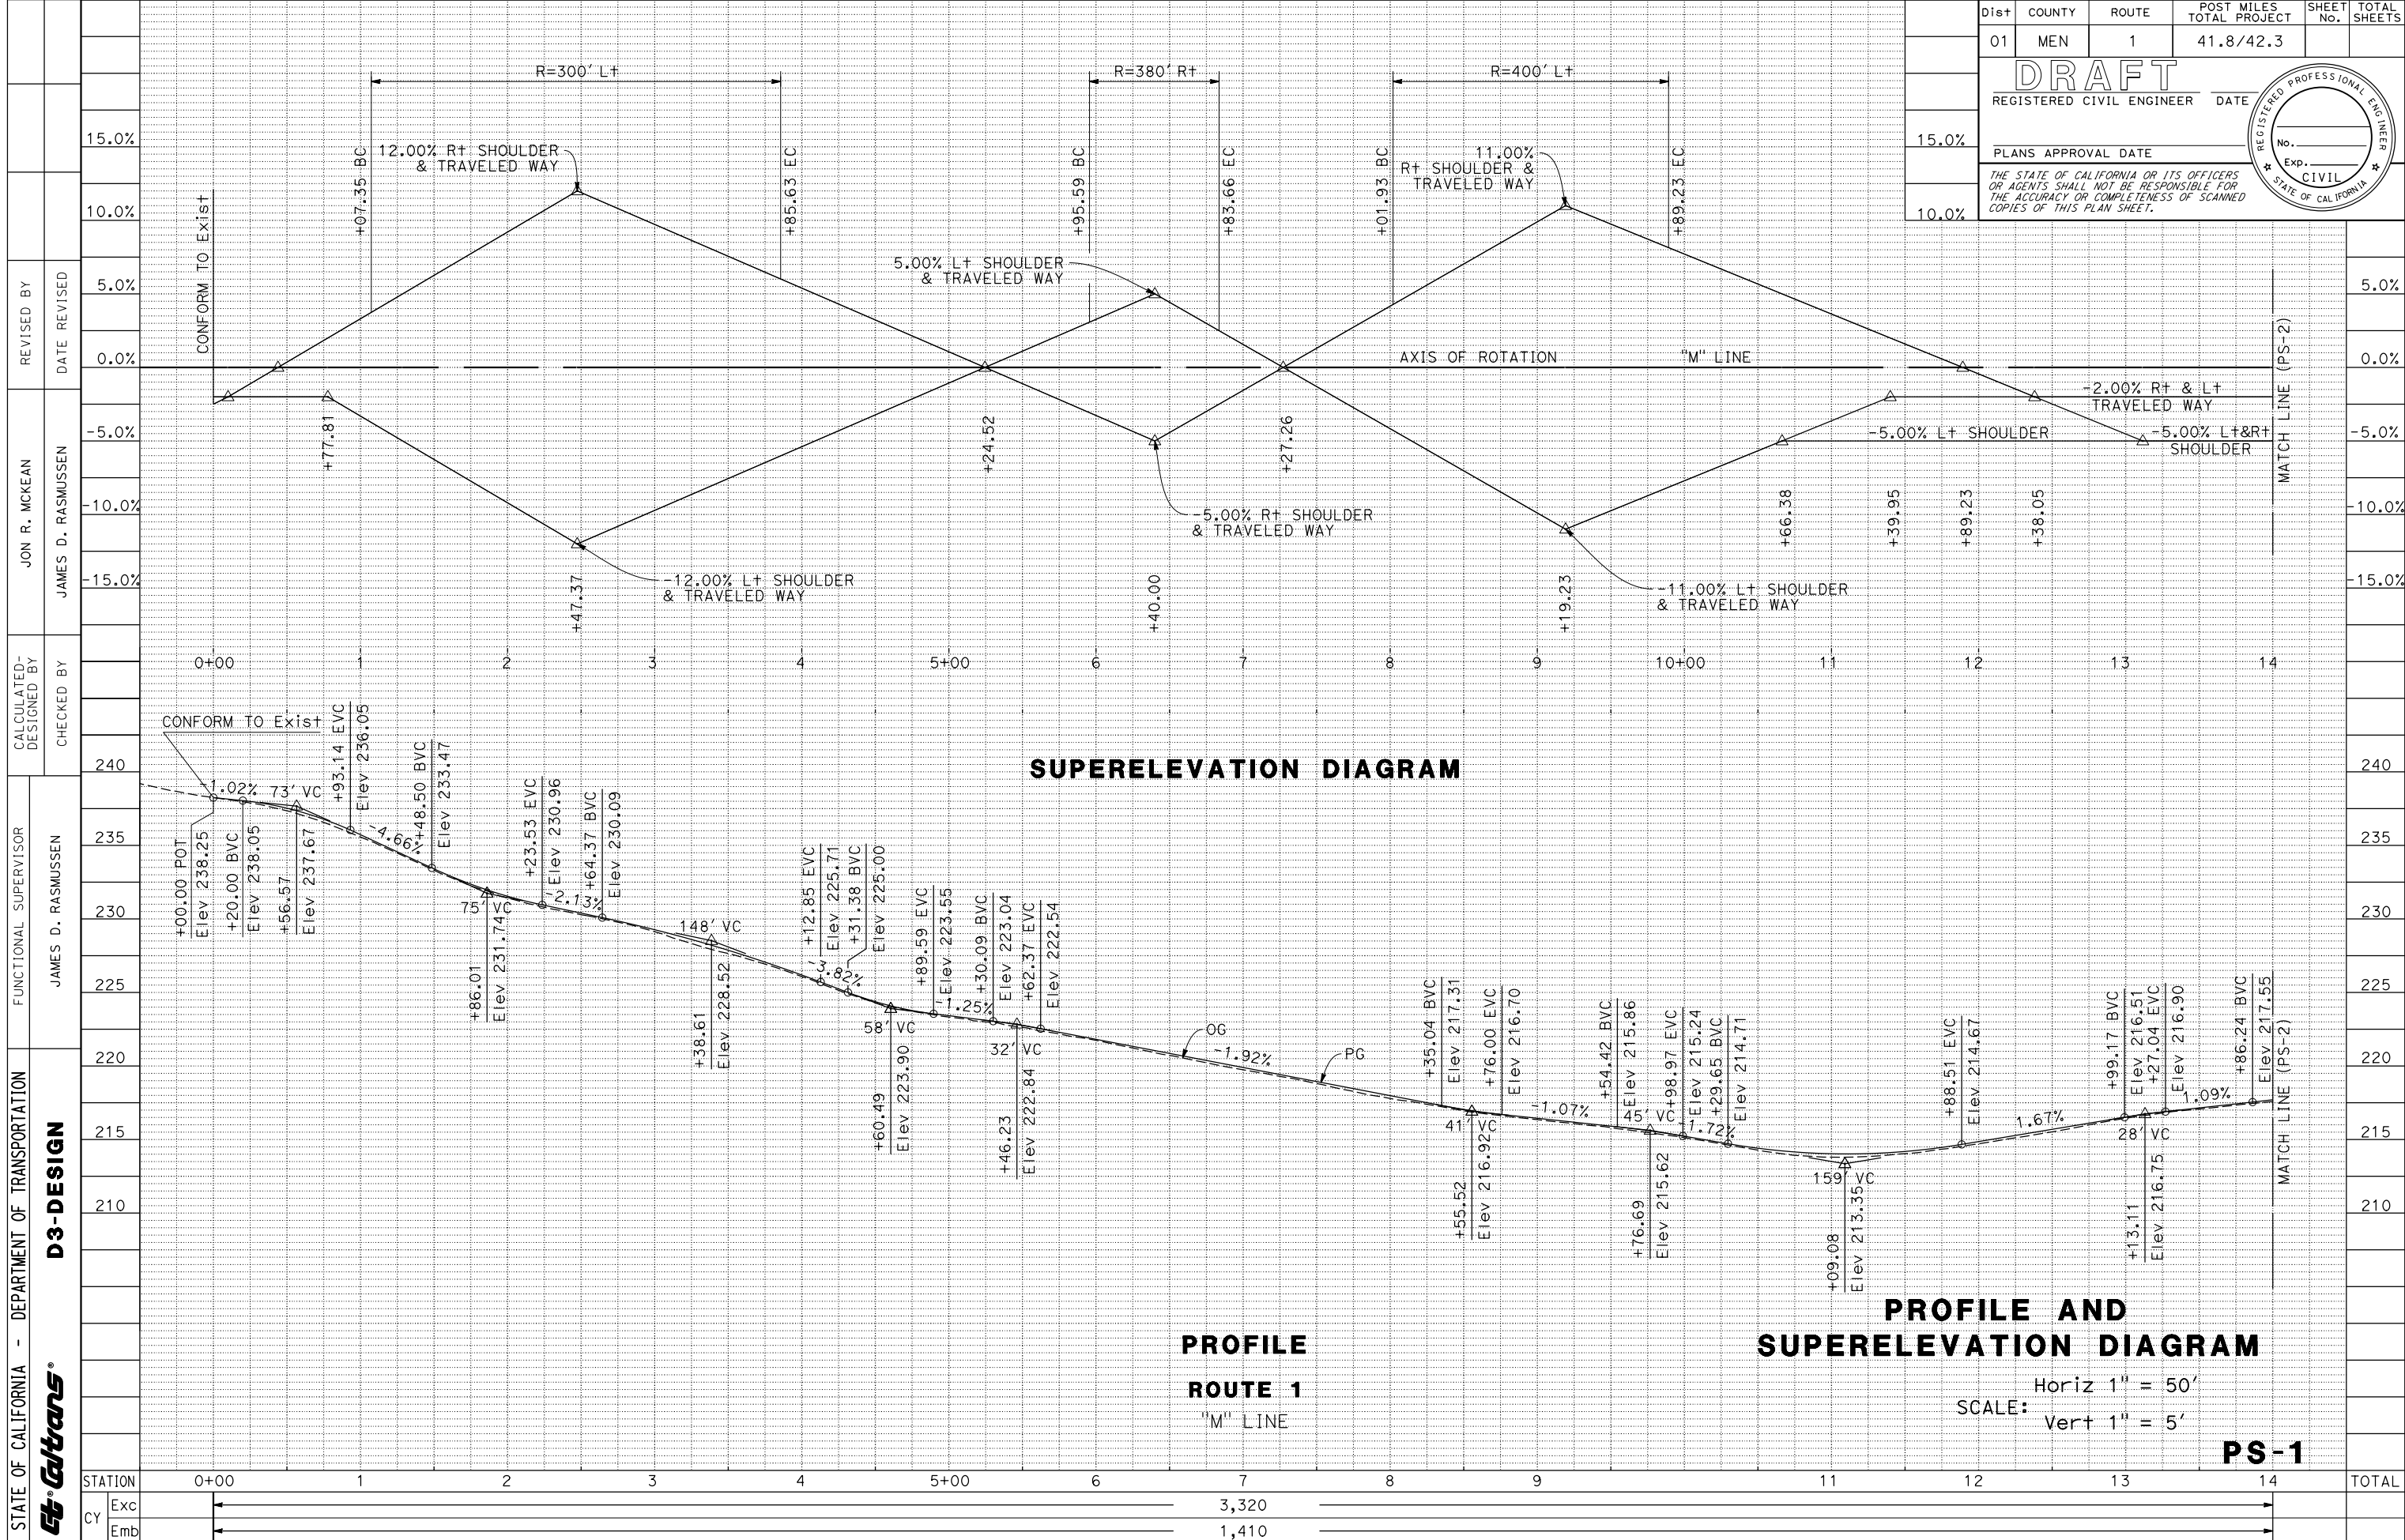 Dist COUNTY ROUTE POST MILES TOTAL PROJECT SHEET No. TOTAL SHEETS
01 MEN 1 41.8/42.3
DRAFT
REGISTERED CIVIL ENGINEER DATE
PLANS APPROVAL DATE
THE STATE OF CALIFORNIA OR ITS OFFICERS
OR AGENTS SHALL NOT BE RESPONSIBLE FOR
THE ACCURACY OR COMPLETENESS OF SCANNED
COPIES OF THIS PLAN SHEET.
REGISTERED PROFESSIONAL ENGINEER
No.
Exp.
CIVIL
STATE OF CALIFORNIA
R=300' Lt
R=380' Rt
R=400' Lt
15.0%
10.0%
5.0%
0.0%
-5.0%
-10.0%
-15.0%
15.0%
10.0%
5.0%
0.0%
-5.0%
-10.0%
-15.0%
CONFORM TO Exist
+07.35 BC
12.00% Rt SHOULDER
& TRAVELED WAY
+85.63 EC
5.00% Lt SHOULDER
& TRAVELED WAY
+95.59 BC
+83.66 EC
+01.93 BC
11.00%
Rt SHOULDER &
TRAVELED WAY
+89.23 EC
AXIS OF ROTATION
"M" LINE
-2.00% Rt & Lt
TRAVELED WAY
-5.00% Lt SHOULDER
-5.00% Lt&Rt
SHOULDER
MATCH LINE (PS-2)
+77.81
+47.37
-12.00% Lt SHOULDER
& TRAVELED WAY
+24.52
+40.00
-5.00% Rt SHOULDER
& TRAVELED WAY
+27.26
+19.23
-11.00% Lt SHOULDER
& TRAVELED WAY
+66.38
+39.95
+89.23
+38.05
0+00 1 2 3 4 5+00 6 7 8 9 10+00 11 12 13 14
SUPERELEVATION DIAGRAM
240
235
230
225
220
215
210
240
235
230
225
220
215
210
CONFORM TO Exist
-1.02%
73' VC
+00.00 POT
Elev 238.25
+20.00 BVC
Elev 238.05
+56.57
Elev 237.67
+93.14 EVC
Elev 236.05
-4.66%
+48.50 BVC
Elev 233.47
75' VC
+86.01
Elev 231.74
+23.53 EVC
Elev 230.96
-2.13%
+64.37 BVC
Elev 230.09
148' VC
+38.61
Elev 228.52
+12.85 EVC
Elev 225.71
-3.82%
+31.38 BVC
Elev 225.00
58' VC
+60.49
Elev 223.90
+89.59 EVC
Elev 223.55
-1.25%
+30.09 BVC
Elev 223.04
32' VC
+46.23
Elev 222.84
+62.37 EVC
Elev 222.54
OG
-1.92%
PG
+35.04 BVC
Elev 217.31
41' VC
+55.52
Elev 216.92
+76.00 EVC
Elev 216.70
-1.07%
+54.42 BVC
Elev 215.86
45' VC
+76.69
Elev 215.62
+98.97 EVC
Elev 215.24
-1.72%
+29.65 BVC
Elev 214.71
159' VC
+09.08
Elev 213.35
+88.51 EVC
Elev 214.67
1.67%
+99.17 BVC
Elev 216.51
28' VC
+13.11
Elev 216.75
+27.04 EVC
Elev 216.90
1.09%
+86.24 BVC
Elev 217.55
MATCH LINE (PS-2)
PROFILE
ROUTE 1
"M" LINE
PROFILE AND
SUPERELEVATION DIAGRAM
SCALE:
Horiz 1" = 50'
Vert 1" = 5'
PS-1
STATION 0+00 1 2 3 4 5+00 6 7 8 9 11 12 13 14 TOTAL
CY
Exc 3,320
Emb 1,410
REVISED BY
DATE REVISED
JON R. MCKEAN
JAMES D. RASMUSSEN
CALCULATED-
DESIGNED BY
CHECKED BY
FUNCTIONAL SUPERVISOR
JAMES D. RASMUSSEN
STATE OF CALIFORNIA - DEPARTMENT OF TRANSPORTATION
D3-DESIGN
ct® Caltrans®